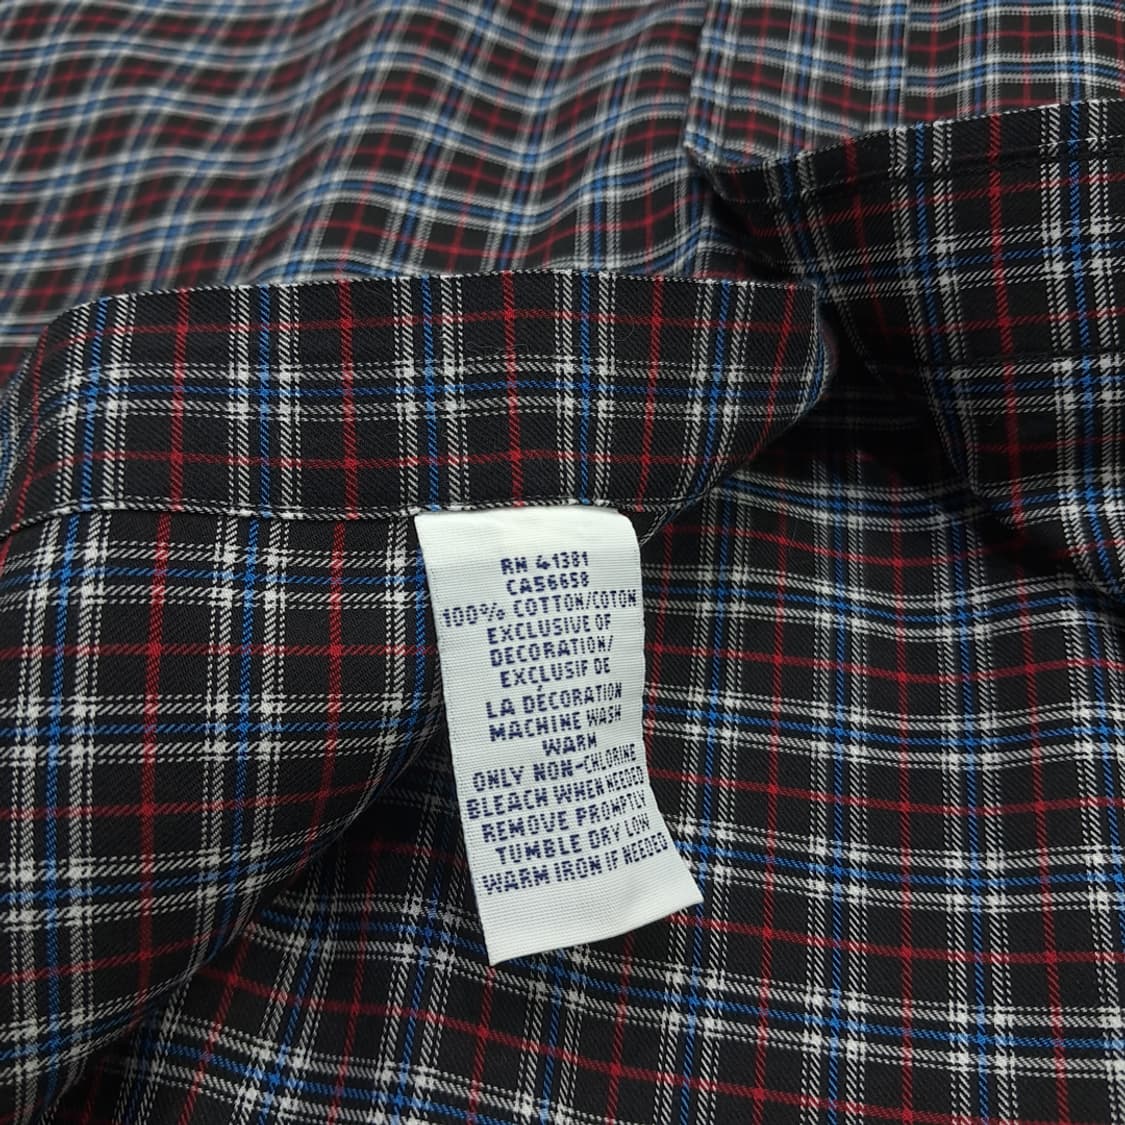 RN 41381
CA56658
100% COTTON/COTON
EXCLUSIVE OF
DECORATION/
EXCLUSIF DE
LA DÉCORATION
MACHINE WASH
WARM
ONLY NON-CHLORINE
BLEACH WHEN NEEDED
REMOVE PROMPTLY
TUMBLE DRY LOW
WARM IRON IF NEEDED